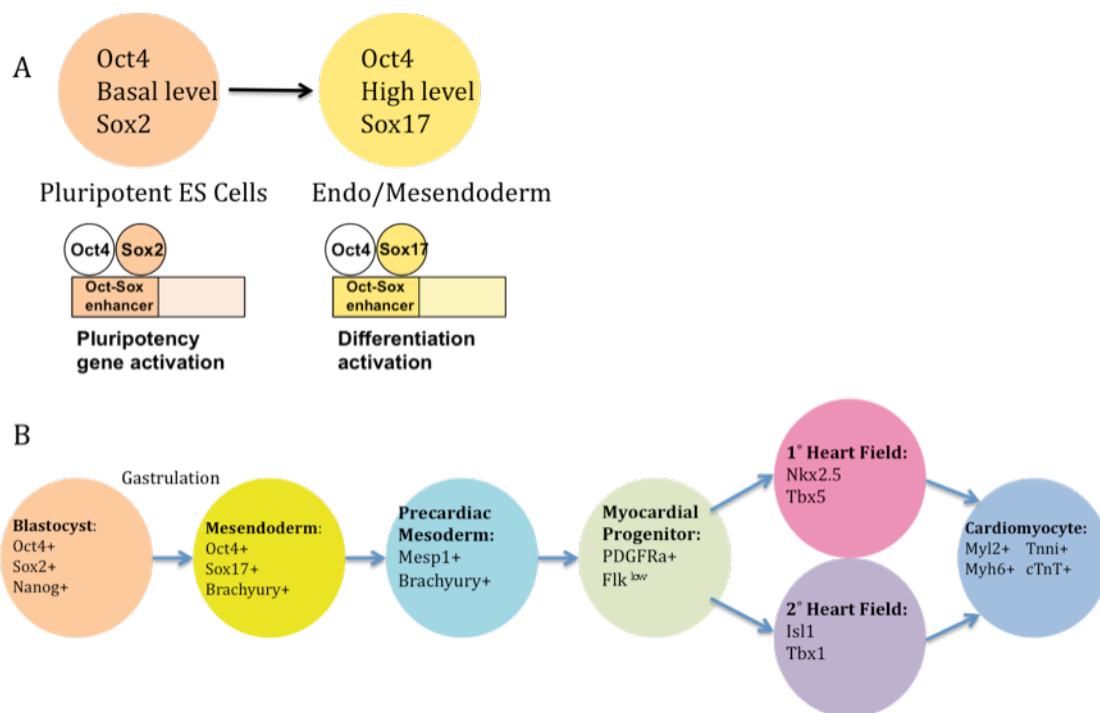 A
Oct4
Basal level
Sox2
Oct4
High level
Sox17
Pluripotent ES Cells
Endo/Mesendoderm
Oct4
Sox2
Oct-Sox
enhancer
Pluripotency
gene activation
Oct4
Sox17
Oct-Sox
enhancer
Differentiation
activation
B
Gastrulation
Blastocyst:
Oct4+
Sox2+
Nanog+
Mesendoderm:
Oct4+
Sox17+
Brachyury+
Precardiac
Mesoderm:
Mesp1+
Brachyury+
Myocardial
Progenitor:
PDGFRa+
Flk low
1° Heart Field:
Nkx2.5
Tbx5
2° Heart Field:
Isl1
Tbx1
Cardiomyocyte:
Myl2+ Tnni+
Myh6+ cTnT+